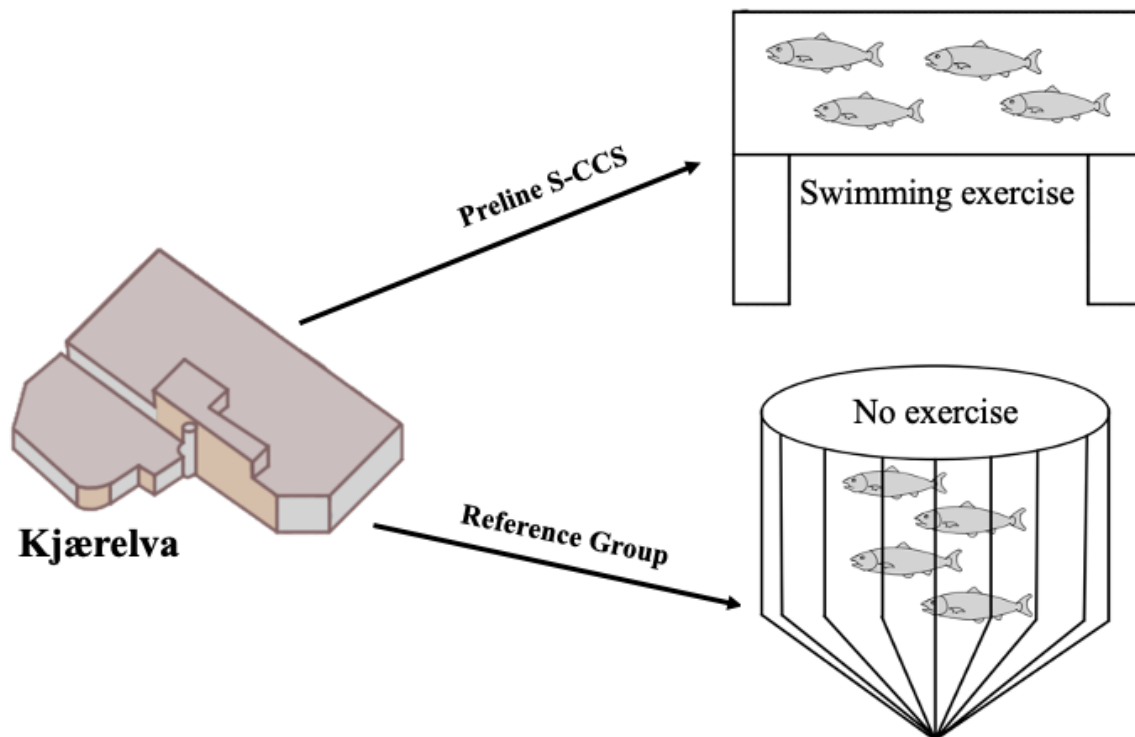 Preline S-CCS
Swimming exercise
Kjærelva
Reference Group
No exercise